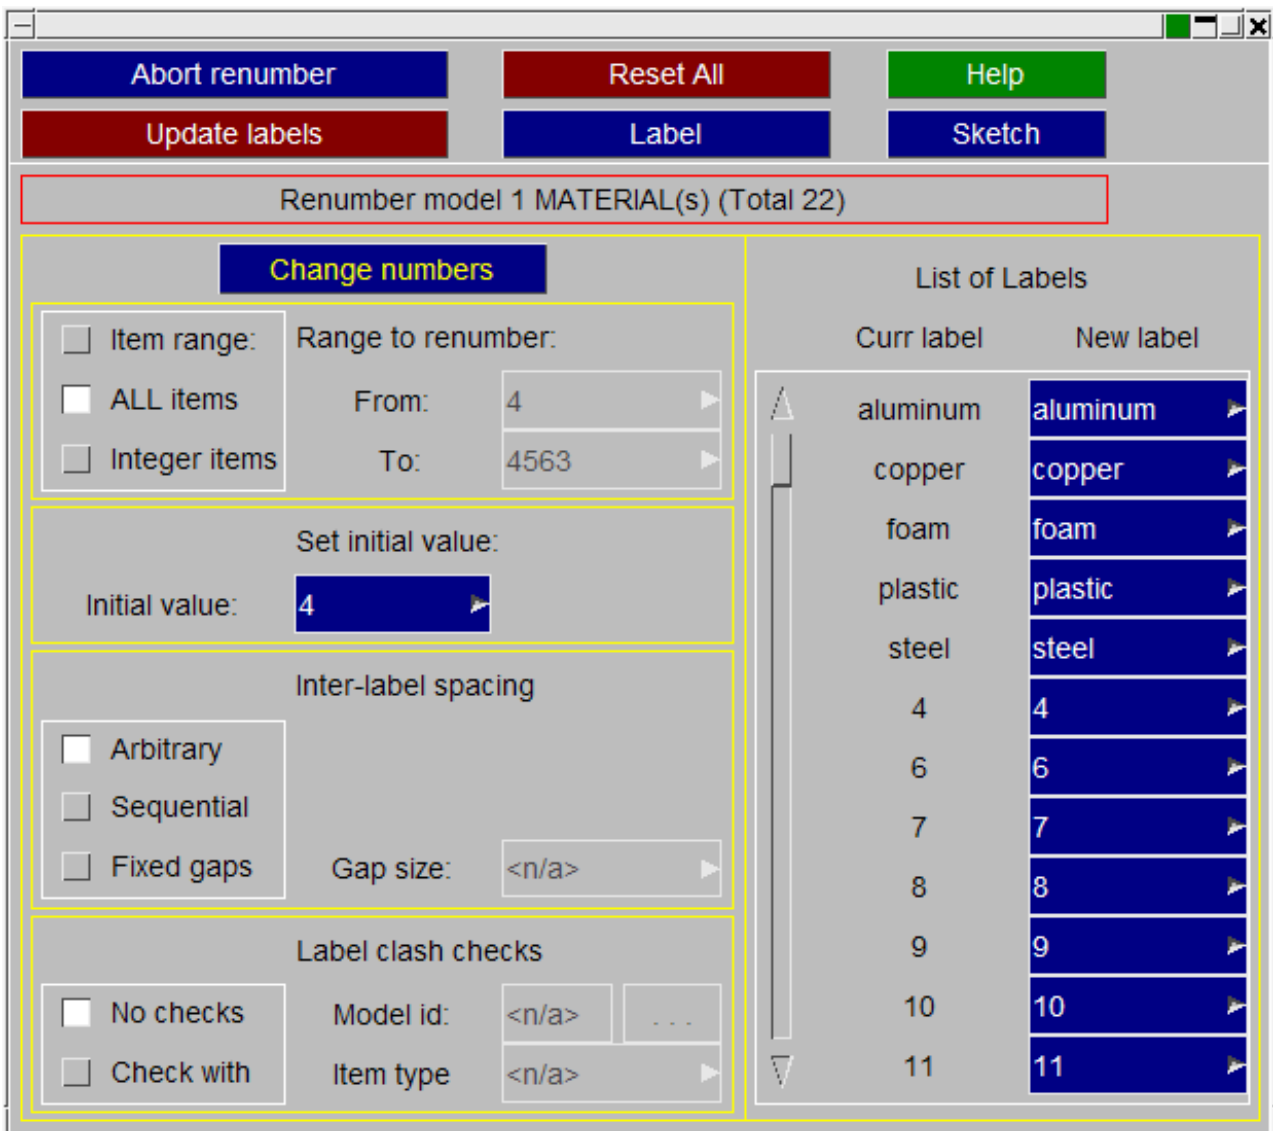 Abort renumber Reset All Help
Update labels Label Sketch
Renumber model 1 MATERIAL(s) (Total 22)
Change numbers
Item range: Range to renumber:
ALL items From: 4
Integer items To: 4563
Set initial value:
Initial value: 4
Inter-label spacing
Arbitrary
Sequential
Fixed gaps Gap size: <n/a>
Label clash checks
No checks Model id: <n/a> . . .
Check with Item type <n/a>
List of Labels
Curr label New label
aluminum aluminum
copper copper
foam foam
plastic plastic
steel steel
4 4
6 6
7 7
8 8
9 9
10 10
11 11